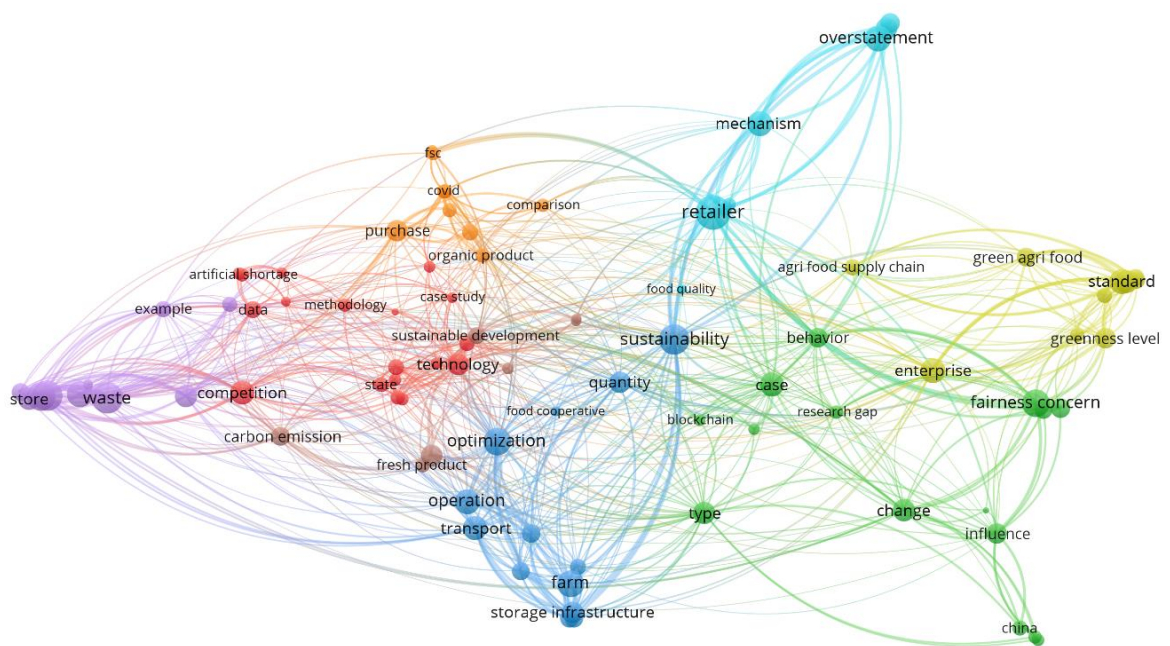 overstatement
mechanism
fsc
covid
comparison
retailer
purchase
organic product
agri food supply chain
green agri food
artificial shortage
standard
food quality
case study
example
data
methodology
sustainable development
sustainability
behavior
greenness level
technology
enterprise
state
quantity
case
store
waste
competition
fairness concern
food cooperative
blockchain
research gap
carbon emission
optimization
fresh product
operation
type
change
transport
influence
farm
storage infrastructure
china